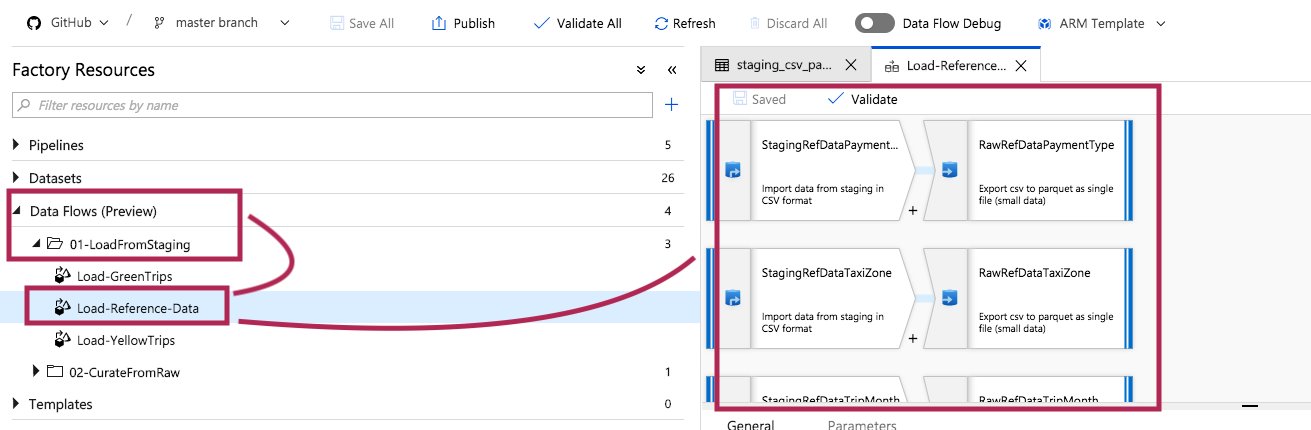 GitHub / master branch Save All Publish Validate All Refresh Discard All Data Flow Debug ARM Template
Factory Resources
Filter resources by name
Pipelines 5
Datasets 26
Data Flows (Preview) 4
01-LoadFromStaging 3
Load-GreenTrips
Load-Reference-Data
Load-YellowTrips
02-CurateFromRaw 1
Templates 0
staging_csv_pa... Load-Reference...
Saved Validate
StagingRefDataPayment...
Import data from staging in
CSV format
+
RawRefDataPaymentType
Export csv to parquet as single
file (small data)
StagingRefDataTaxiZone
Import data from staging in
CSV format
+
RawRefDataTaxiZone
Export csv to parquet as single
file (small data)
StagingRefDataTripMonth
RawRefDataTripMonth
General Parameters